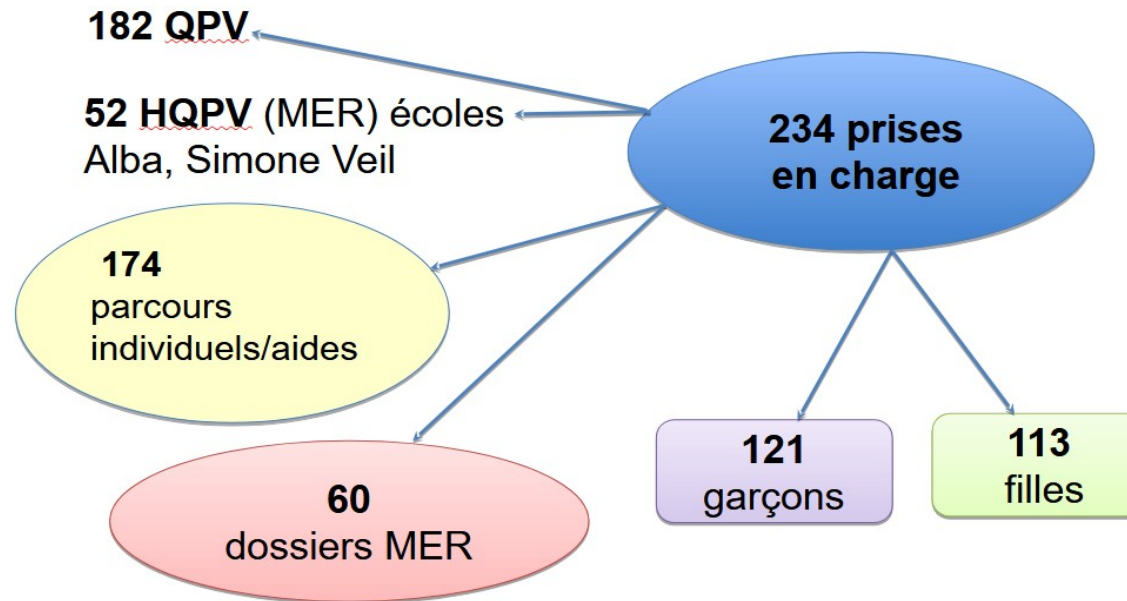 182 QPV
52 HQPV (MER) écoles
Alba, Simone Veil
234 prises
en charge
174
parcours
individuels/aides
60
dossiers MER
121
garçons
113
filles